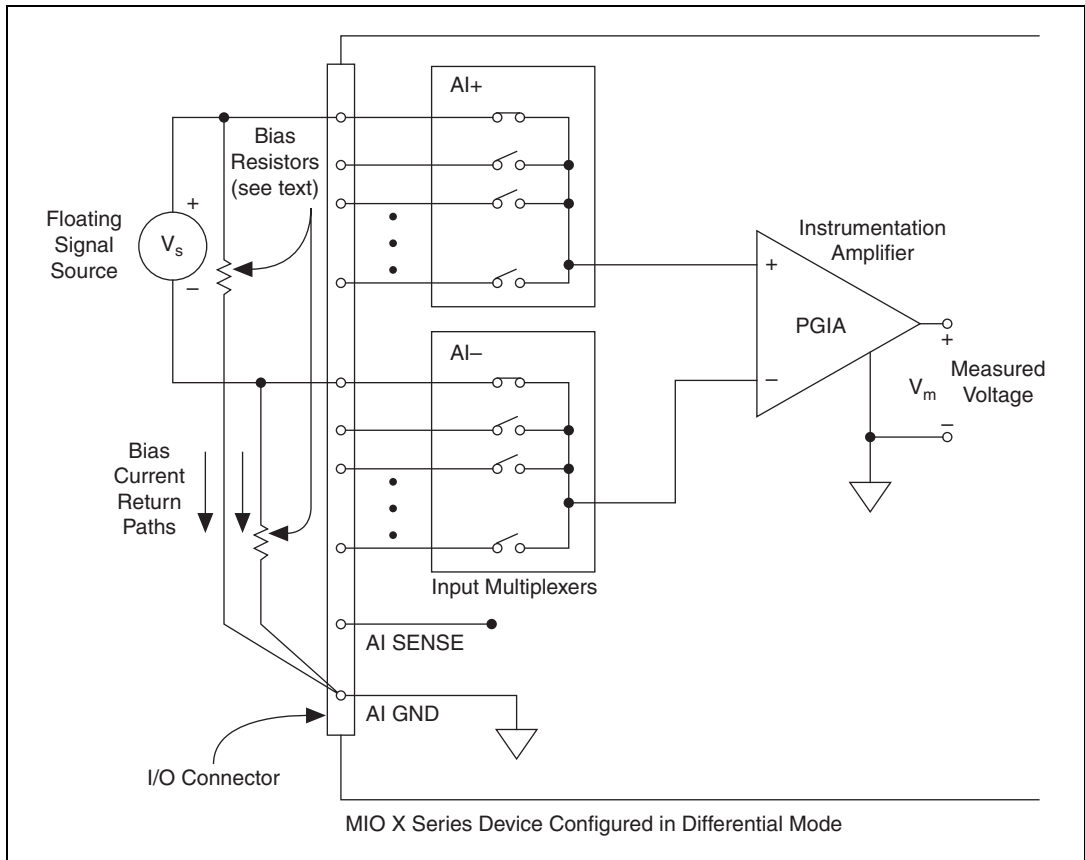 AI+
Bias
Resistors
(see text)
Floating
Signal
Source
+
Vs
–
Instrumentation
Amplifier
+
PGIA
–
+
Vm
Measured
Voltage
–
AI–
Bias
Current
Return
Paths
Input Multiplexers
AI SENSE
AI GND
I/O Connector
MIO X Series Device Configured in Differential Mode